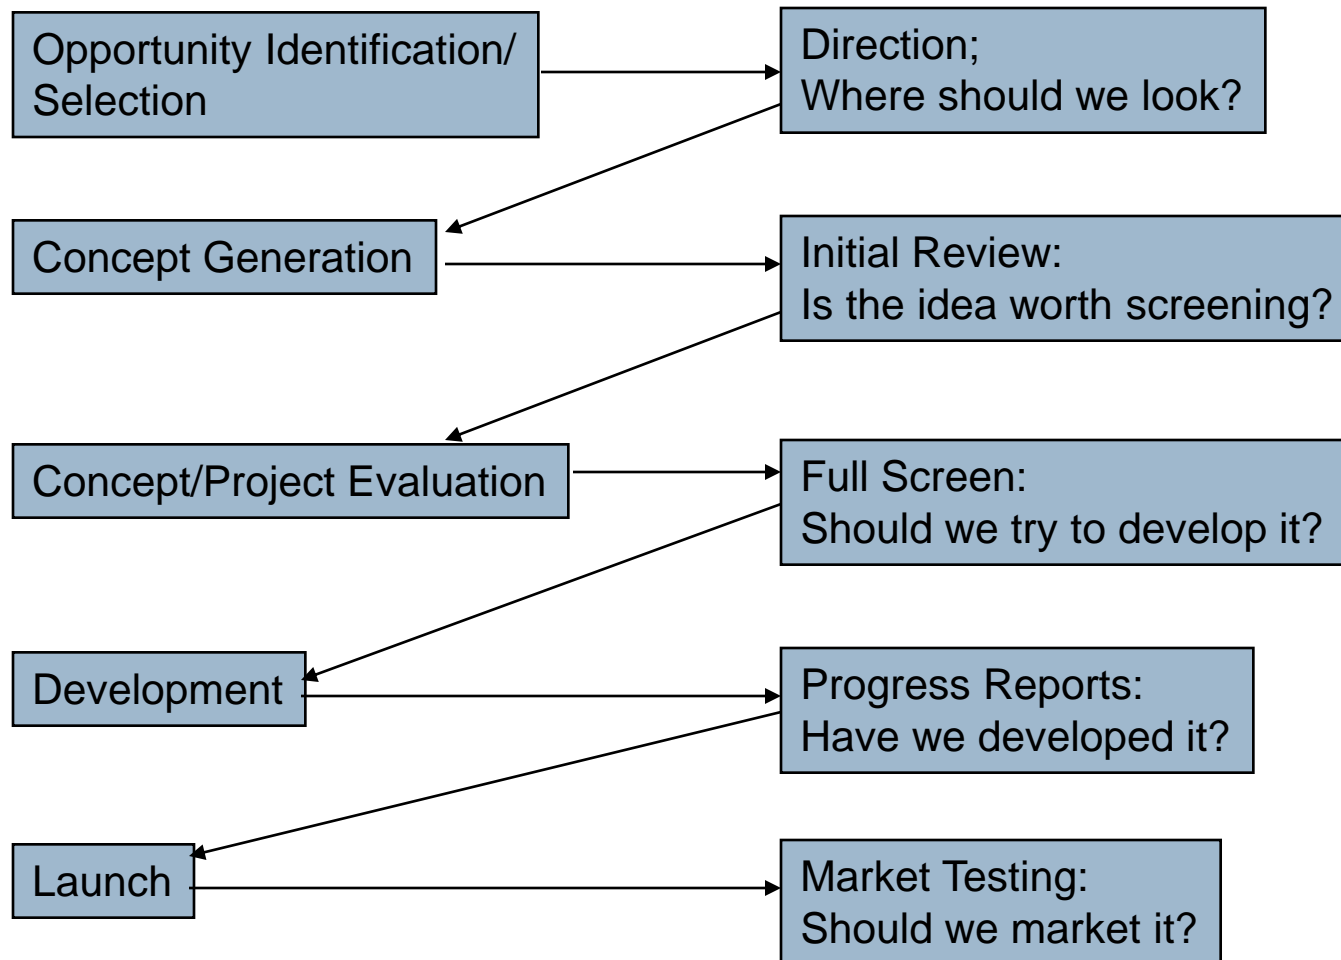 Opportunity Identification/
Selection
Direction;
Where should we look?
Concept Generation
Initial Review:
Is the idea worth screening?
Concept/Project Evaluation
Full Screen:
Should we try to develop it?
Development
Progress Reports:
Have we developed it?
Launch
Market Testing:
Should we market it?